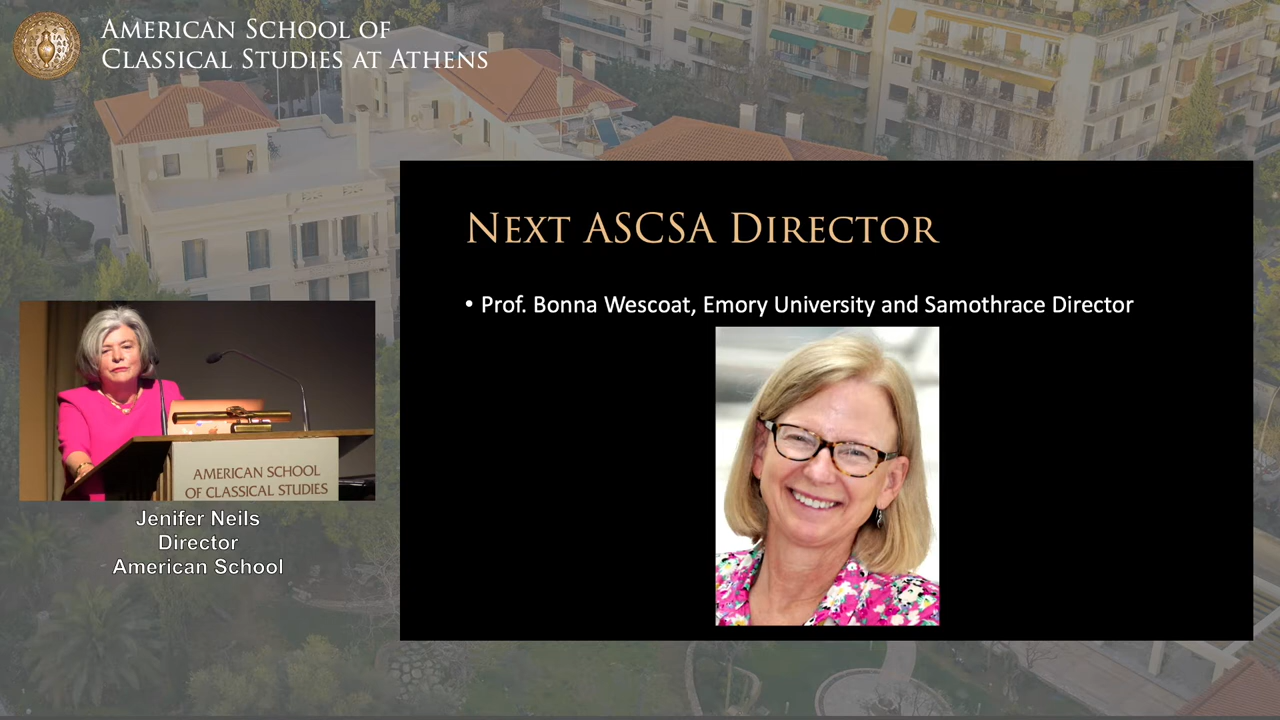 AMERICAN SCHOOL OF
CLASSICAL STUDIES AT ATHENS
NEXT ASCSA DIRECTOR
• Prof. Bonna Wescoat, Emory University and Samothrace Director
AMERICAN SCHOOL
OF CLASSICAL STUDIES
Jenifer Neils
Director
American School